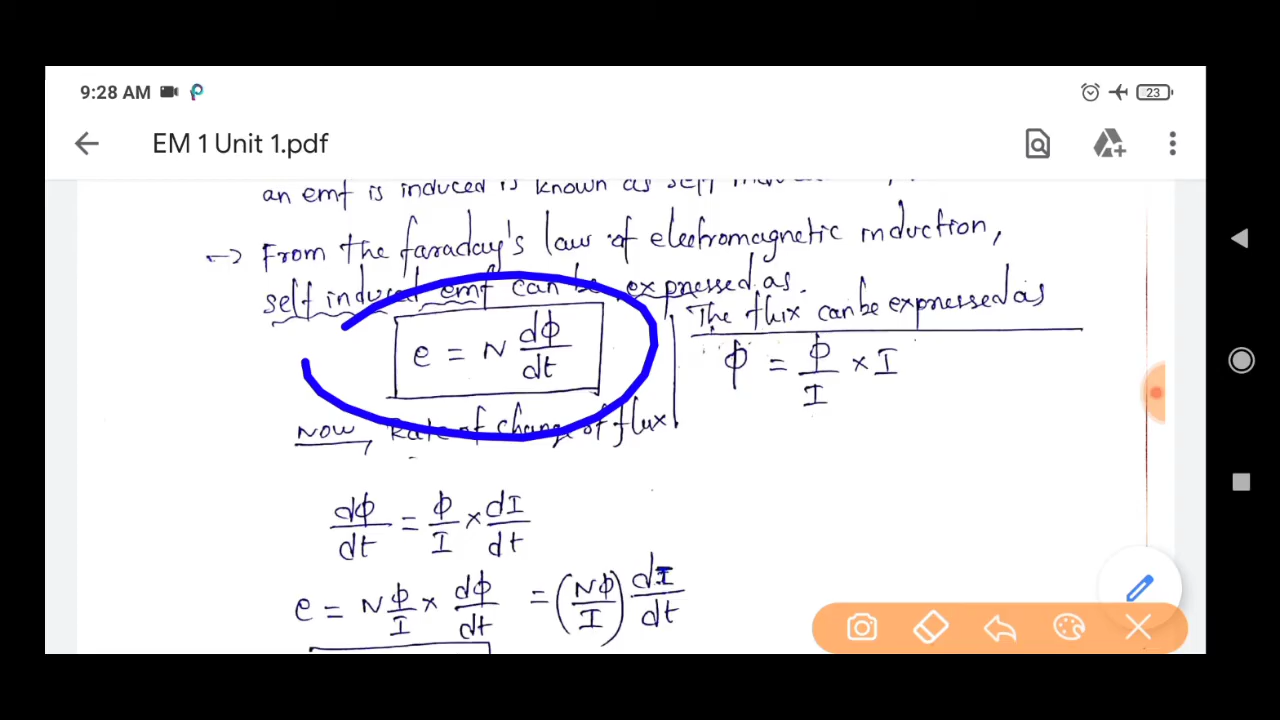 9:28 AM
23
EM 1 Unit 1.pdf
an emf is induced is known as self
→ From the faraday's law of electromagnetic induction,
self induced emf can be expressed as.
The flux can be expressed as
e = N dϕ/dt
ϕ = ϕ/I × I
Now, Rate of change of flux
dϕ/dt = ϕ/I × dI/dt
e = N ϕ/I × dϕ/dt = (Nϕ/I) dI/dt